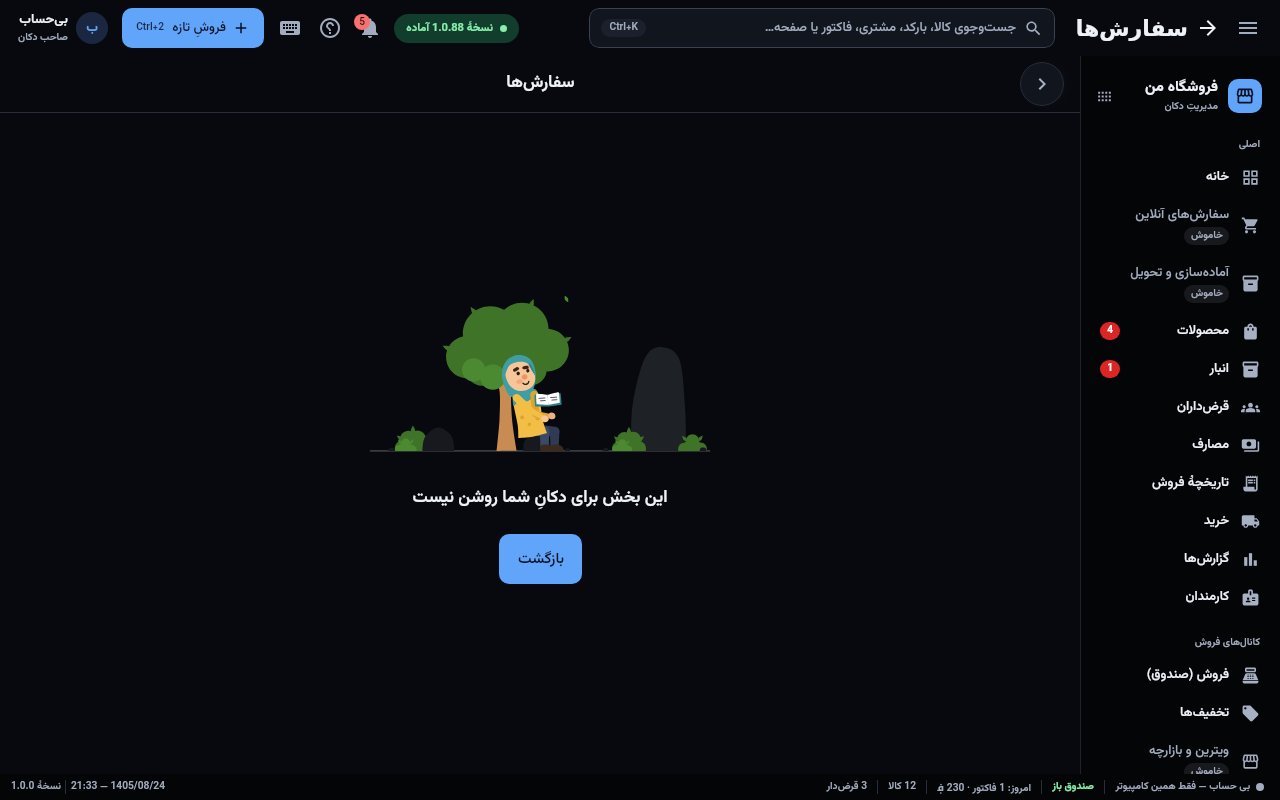 سفارش‌ها
جست‌وجوی کالا، بارکد، مشتری، فاکتور یا صفحه…
Ctrl+K
نسخهٔ 1.0.88 آماده
5
فروشِ تازه
Ctrl+2
ب
بی‌حساب
صاحب دکان
فروشگاه من
مدیریتِ دکان
اصلی
خانه
سفارش‌های آنلاین
خاموش
آماده‌سازی و تحویل
خاموش
محصولات
4
انبار
1
قرض‌داران
مصارف
تاریخچهٔ فروش
خرید
گزارش‌ها
کارمندان
کانال‌های فروش
فروش (صندوق)
تخفیف‌ها
ویترین و بازارچه
خاموش
سفارش‌ها
این بخش برای دکانِ شما روشن نیست
بازگشت
بی حساب — فقط همین کامپیوتر
صندوق باز
امروز: 1 فاکتور · 230 ؋
12 کالا
3 قرض‌دار
1405/08/24 — 21:33
نسخهٔ 1.0.0